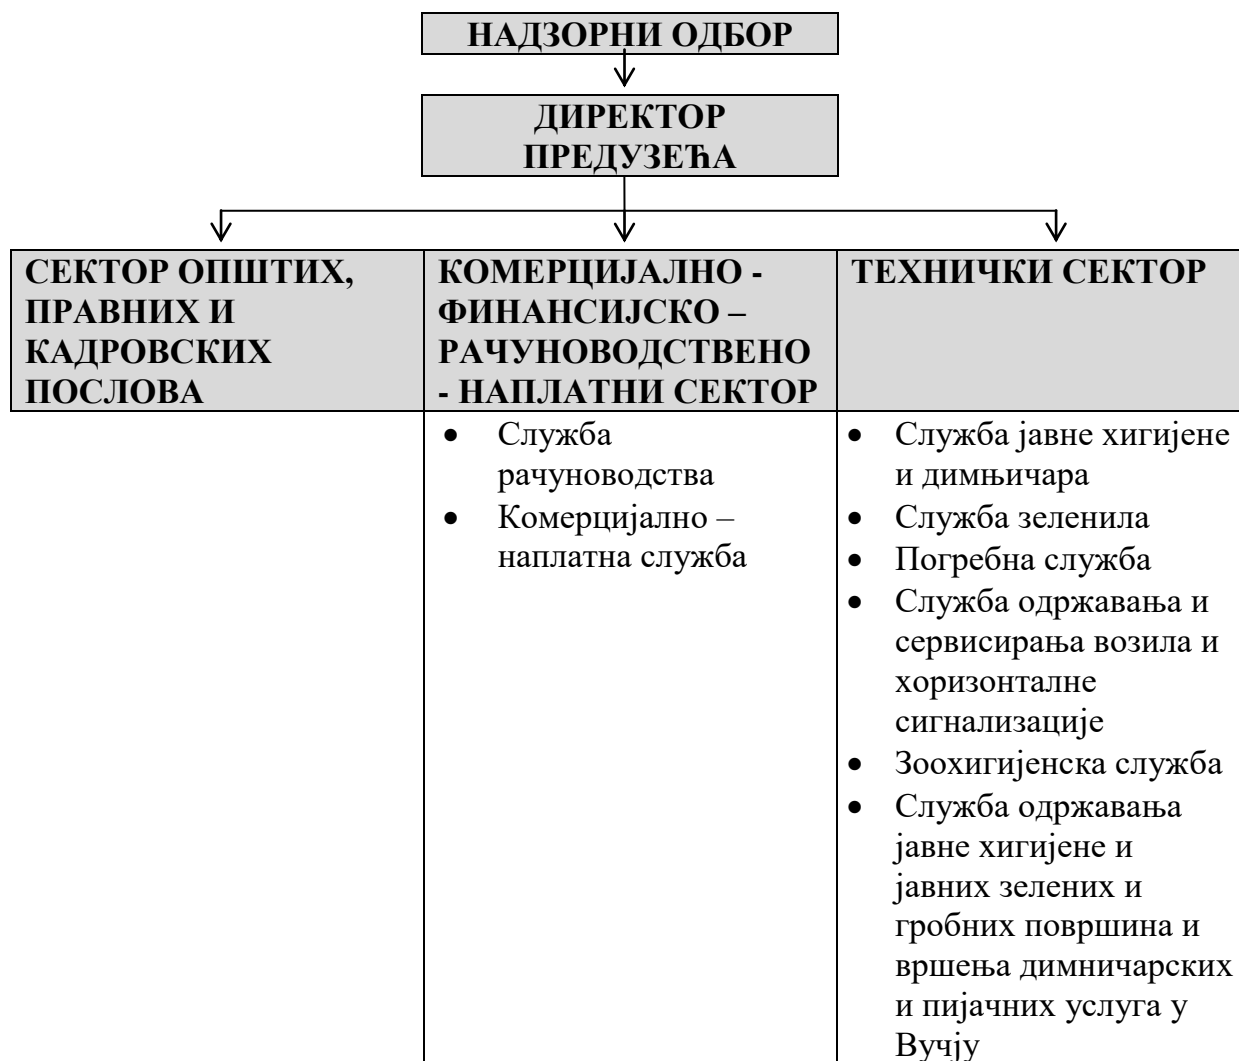 НАДЗОРНИ ОДБОР
ДИРЕКТОР
ПРЕДУЗЕЋА
СЕКТОР ОПШТИХ,
ПРАВНИХ И
КАДРОВСКИХ
ПОСЛОВА
КОМЕРЦИЈАЛНО -
ФИНАНСИЈСКО –
РАЧУНОВОДСТВЕНО
- НАПЛАТНИ СЕКТОР
ТЕХНИЧКИ СЕКТОР
• Служба
рачуноводства
• Комерцијално –
наплатна служба
• Служба јавне хигијене
и димњичара
• Служба зеленила
• Погребна служба
• Служба одржавања и
сервисирања возила и
хоризонталне
сигнализације
• Зоохигијенска служба
• Служба одржавања
јавне хигијене и
јавних зелених и
гробних површина и
вршења димничарских
и пијачних услуга у
Вучју